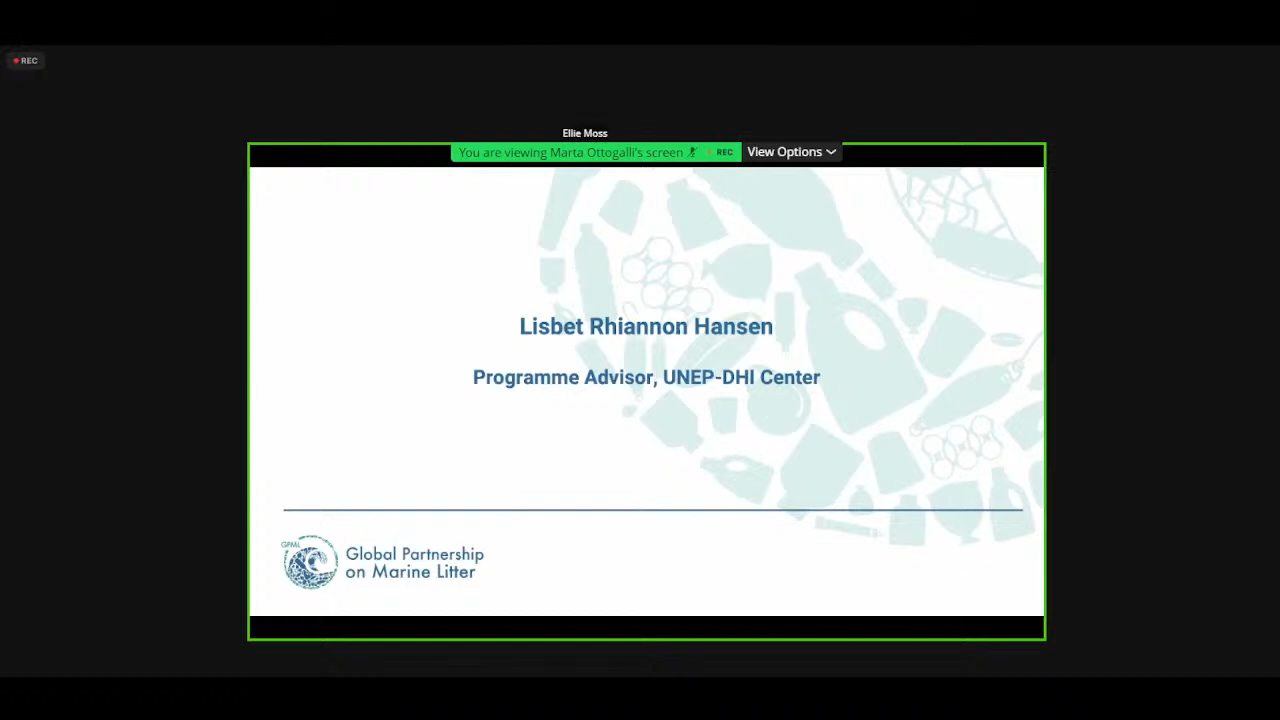 REC
Ellie Moss
You are viewing Marta Ottogalli's screen REC View Options
Lisbet Rhiannon Hansen
Programme Advisor, UNEP-DHI Center
GPML
Global Partnership
on Marine Litter